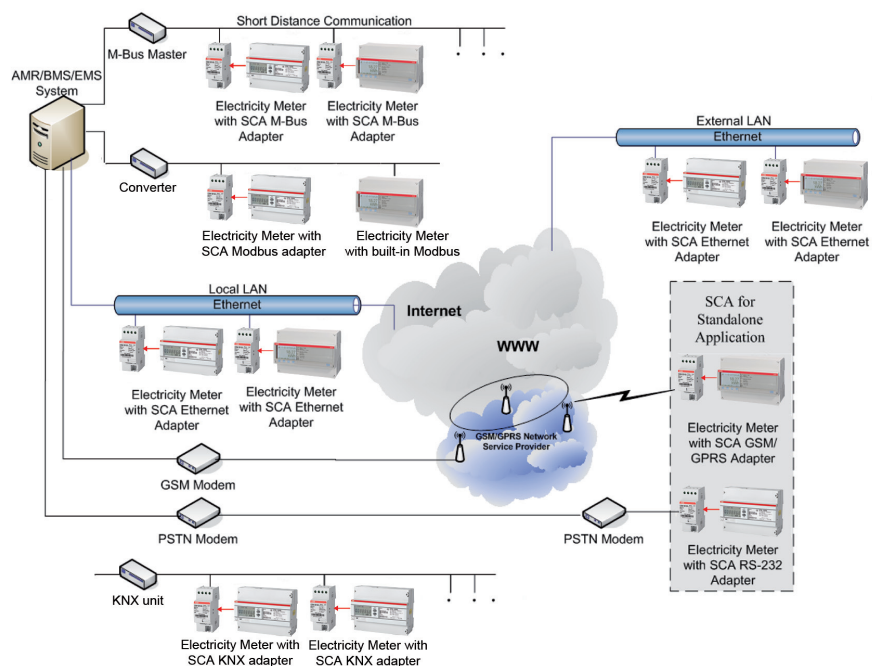 Short Distance Communication
M-Bus Master
AMR/BMS/EMS
System
Electricity Meter
with SCA M-Bus
Adapter
Electricity Meter
with SCA M-Bus
Adapter
External LAN
Ethernet
Converter
Electricity Meter with
SCA Modbus adapter
Electricity Meter
with built-in Modbus
Electricity Meter
with SCA Ethernet
Adapter
Electricity Meter
with SCA Ethernet
Adapter
Local LAN
Ethernet
Internet
WWW
SCA for
Standalone
Application
Electricity Meter
with SCA Ethernet
Adapter
Electricity Meter
with SCA Ethernet
Adapter
GSM/GPRS Network
Service Provider
Electricity Meter
with SCA GSM/
GPRS Adapter
GSM Modem
PSTN Modem
PSTN Modem
Electricity Meter
with SCA RS-232
Adapter
KNX unit
Electricity Meter with
SCA KNX adapter
Electricity Meter with
SCA KNX adapter